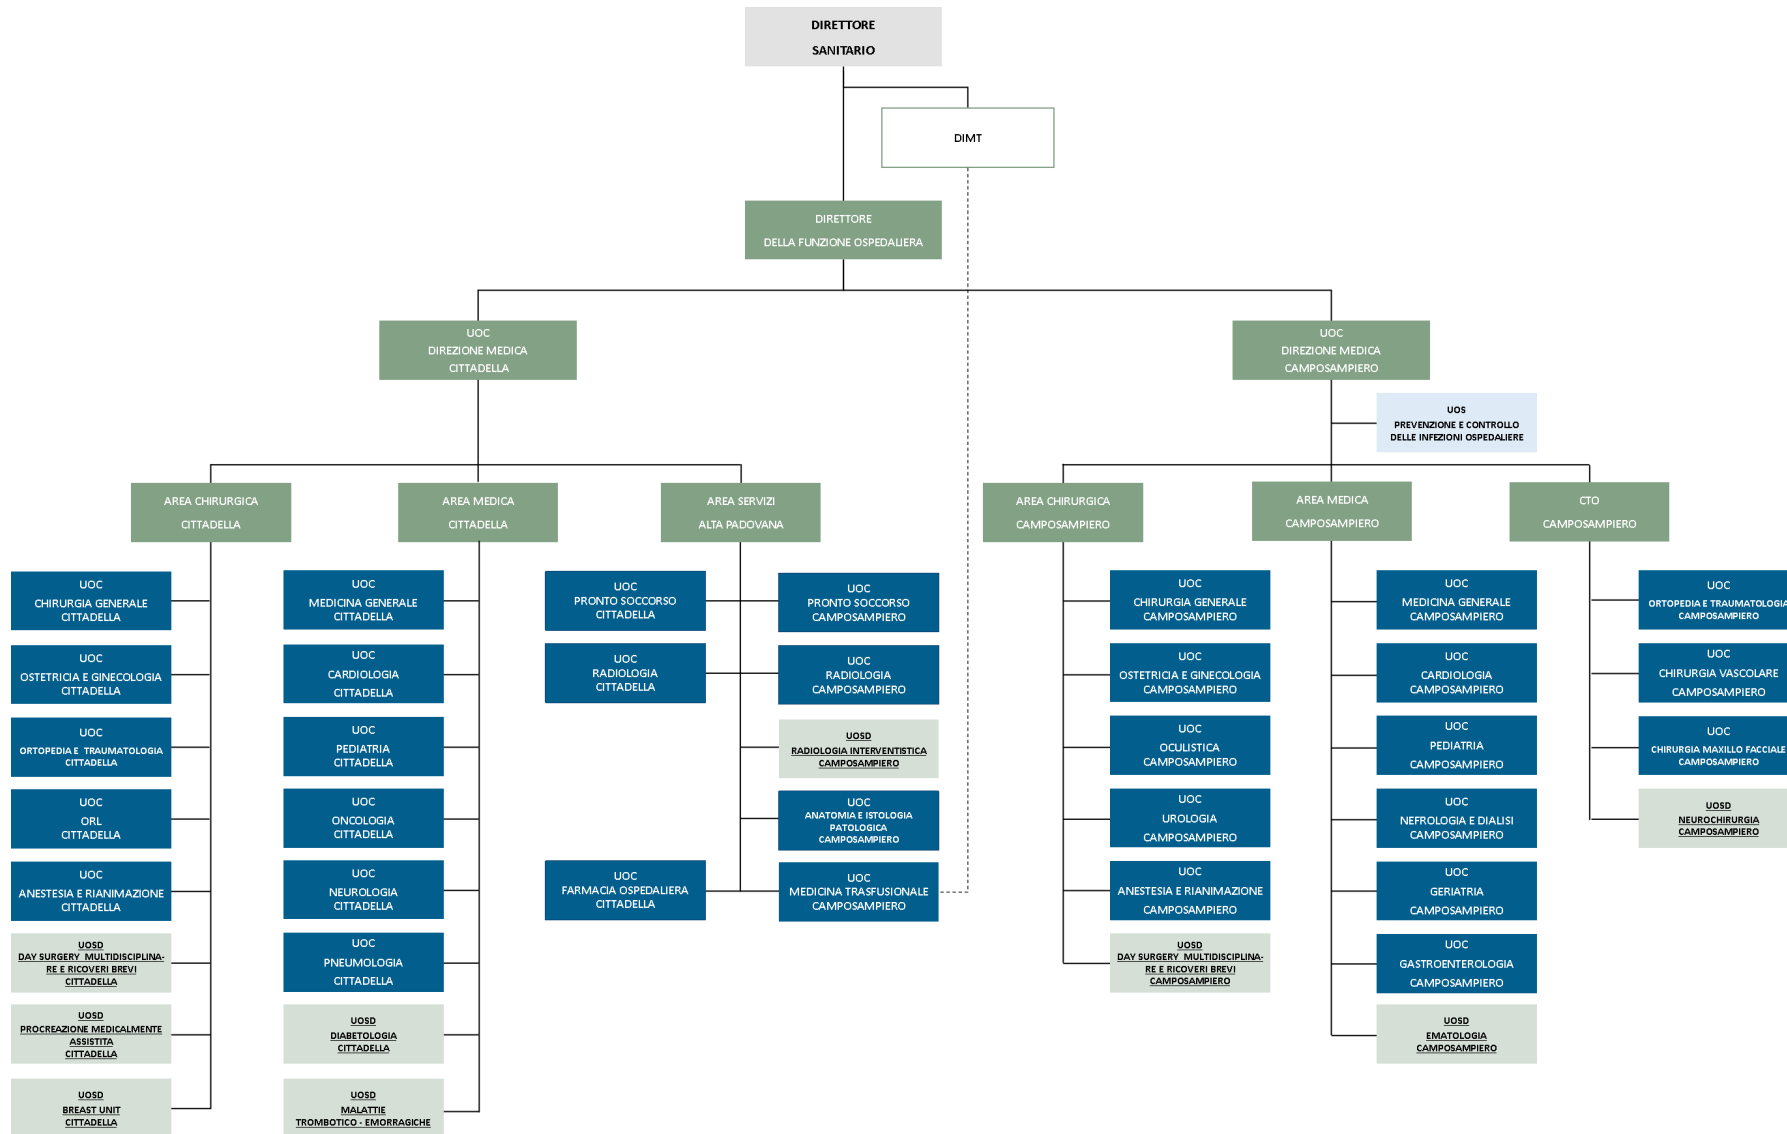 DIRETTORE
SANITARIO
DIMT
DIRETTORE
DELLA FUNZIONE OSPEDALIERA
UOC
DIREZIONE MEDICA
CITTADELLA
UOC
DIREZIONE MEDICA
CAMPOSAMPIERO
UOS
PREVENZIONE E CONTROLLO
DELLE INFEZIONI OSPEDALIERE
AREA CHIRURGICA
CITTADELLA
AREA MEDICA
CITTADELLA
AREA SERVIZI
ALTA PADOVANA
AREA CHIRURGICA
CAMPOSAMPIERO
AREA MEDICA
CAMPOSAMPIERO
CTO
CAMPOSAMPIERO
UOC
CHIRURGIA GENERALE
CITTADELLA
UOC
OSTETRICIA E GINECOLOGIA
CITTADELLA
UOC
ORTOPEDIA E TRAUMATOLOGIA
CITTADELLA
UOC
ORL
CITTADELLA
UOC
ANESTESIA E RIANIMAZIONE
CITTADELLA
UOSD
DAY SURGERY MULTIDISCIPLINA-
RE E RICOVERI BREVI
CITTADELLA
UOSD
PROCREAZIONE MEDICALMENTE
ASSISTITA
CITTADELLA
UOSD
BREAST UNIT
CITTADELLA
UOC
MEDICINA GENERALE
CITTADELLA
UOC
CARDIOLOGIA
CITTADELLA
UOC
PEDIATRIA
CITTADELLA
UOC
ONCOLOGIA
CITTADELLA
UOC
NEUROLOGIA
CITTADELLA
UOC
PNEUMOLOGIA
CITTADELLA
UOSD
DIABETOLOGIA
CITTADELLA
UOSD
MALATTIE
TROMBOTICO - EMORRAGICHE
UOC
PRONTO SOCCORSO
CITTADELLA
UOC
RADIOLOGIA
CITTADELLA
UOC
FARMACIA OSPEDALIERA
CITTADELLA
UOC
PRONTO SOCCORSO
CAMPOSAMPIERO
UOC
RADIOLOGIA
CAMPOSAMPIERO
UOSD
RADIOLOGIA INTERVENTISTICA
CAMPOSAMPIERO
UOC
ANATOMIA E ISTOLOGIA
PATOLOGICA
CAMPOSAMPIERO
UOC
MEDICINA TRASFUSIONALE
CAMPOSAMPIERO
UOC
CHIRURGIA GENERALE
CAMPOSAMPIERO
UOC
OSTETRICIA E GINECOLOGIA
CAMPOSAMPIERO
UOC
OCULISTICA
CAMPOSAMPIERO
UOC
UROLOGIA
CAMPOSAMPIERO
UOC
ANESTESIA E RIANIMAZIONE
CAMPOSAMPIERO
UOSD
DAY SURGERY MULTIDISCIPLINA-
RE E RICOVERI BREVI
CAMPOSAMPIERO
UOC
MEDICINA GENERALE
CAMPOSAMPIERO
UOC
CARDIOLOGIA
CAMPOSAMPIERO
UOC
PEDIATRIA
CAMPOSAMPIERO
UOC
NEFROLOGIA E DIALISI
CAMPOSAMPIERO
UOC
GERIATRIA
CAMPOSAMPIERO
UOC
GASTROENTEROLOGIA
CAMPOSAMPIERO
UOSD
EMATOLOGIA
CAMPOSAMPIERO
UOC
ORTOPEDIA E TRAUMATOLOGIA
CAMPOSAMPIERO
UOC
CHIRURGIA VASCOLARE
CAMPOSAMPIERO
UOC
CHIRURGIA MAXILLO FACCIALE
CAMPOSAMPIERO
UOSD
NEUROCHIRURGIA
CAMPOSAMPIERO